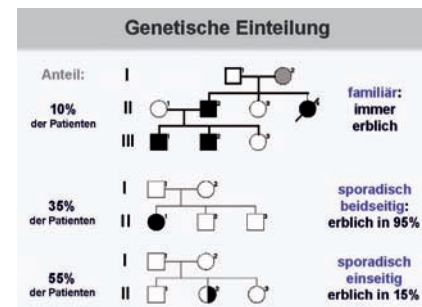 Genetische Einteilung
Anteil:
I
10%
der Patienten
II
III
familiär:
immer
erblich
35%
der Patienten
I
II
sporadisch
beidseitig:
erblich in 95%
55%
der Patienten
I
II
sporadisch
einseitig
erblich in 15%